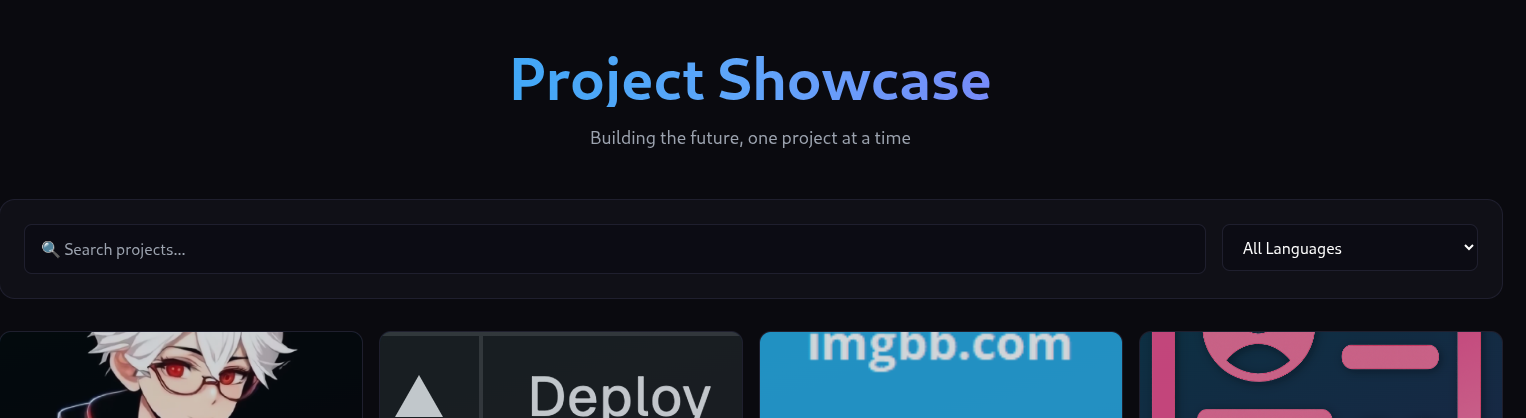 Project Showcase
Building the future, one project at a time
🔍 Search projects...
All Languages
Deploy
imgbb.com